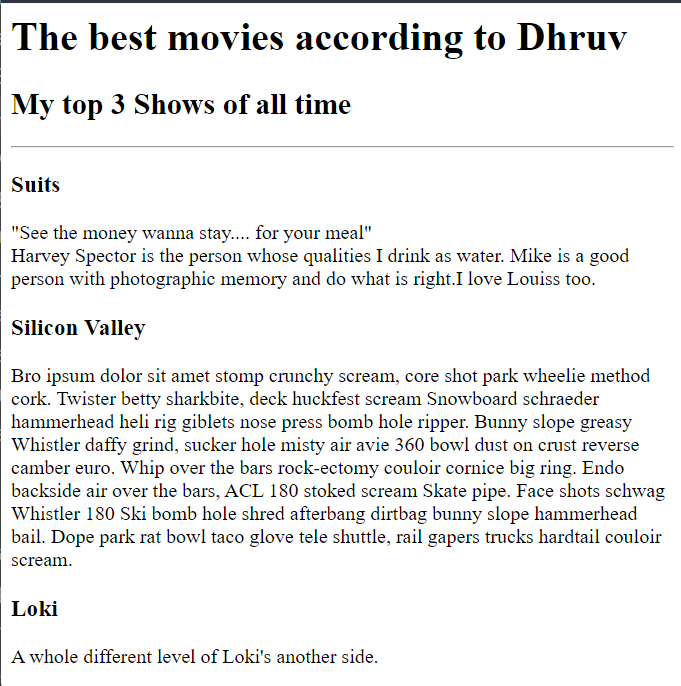 The best movies according to Dhruv
My top 3 Shows of all time
Suits
"See the money wanna stay.... for your meal"
Harvey Spector is the person whose qualities I drink as water. Mike is a good
person with photographic memory and do what is right.I love Louiss too.
Silicon Valley
Bro ipsum dolor sit amet stomp crunchy scream, core shot park wheelie method
cork. Twister betty sharkbite, deck huckfest scream Snowboard schraeder
hammerhead heli rig giblets nose press bomb hole ripper. Bunny slope greasy
Whistler daffy grind, sucker hole misty air avie 360 bowl dust on crust reverse
camber euro. Whip over the bars rock-ectomy couloir cornice big ring. Endo
backside air over the bars, ACL 180 stoked scream Skate pipe. Face shots schwag
Whistler 180 Ski bomb hole shred afterbang dirtbag bunny slope hammerhead
bail. Dope park rat bowl taco glove tele shuttle, rail gapers trucks hardtail couloir
scream.
Loki
A whole different level of Loki's another side.